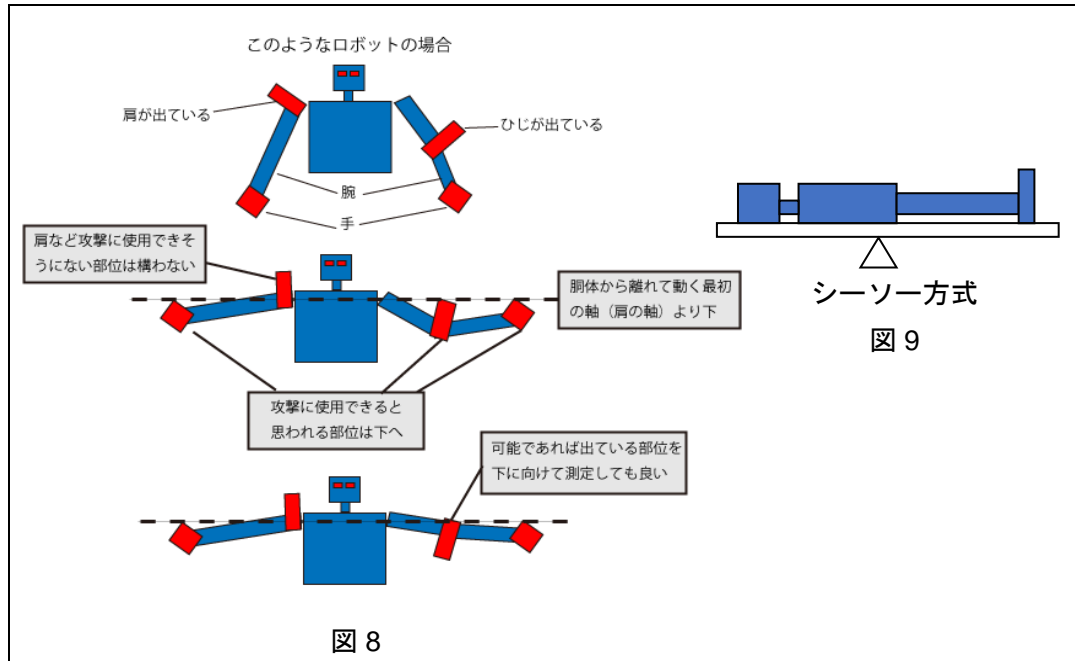 このようなロボットの場合
肩が出ている
ひじが出ている
腕
手
肩など攻撃に使用できそ
うにない部位は構わない
胴体から離れて動く最初
の軸（肩の軸）より下
攻撃に使用できると
思われる部位は下へ
可能であれば出ている部位を
下に向けて測定しても良い
図 8
シーソー方式
図 9